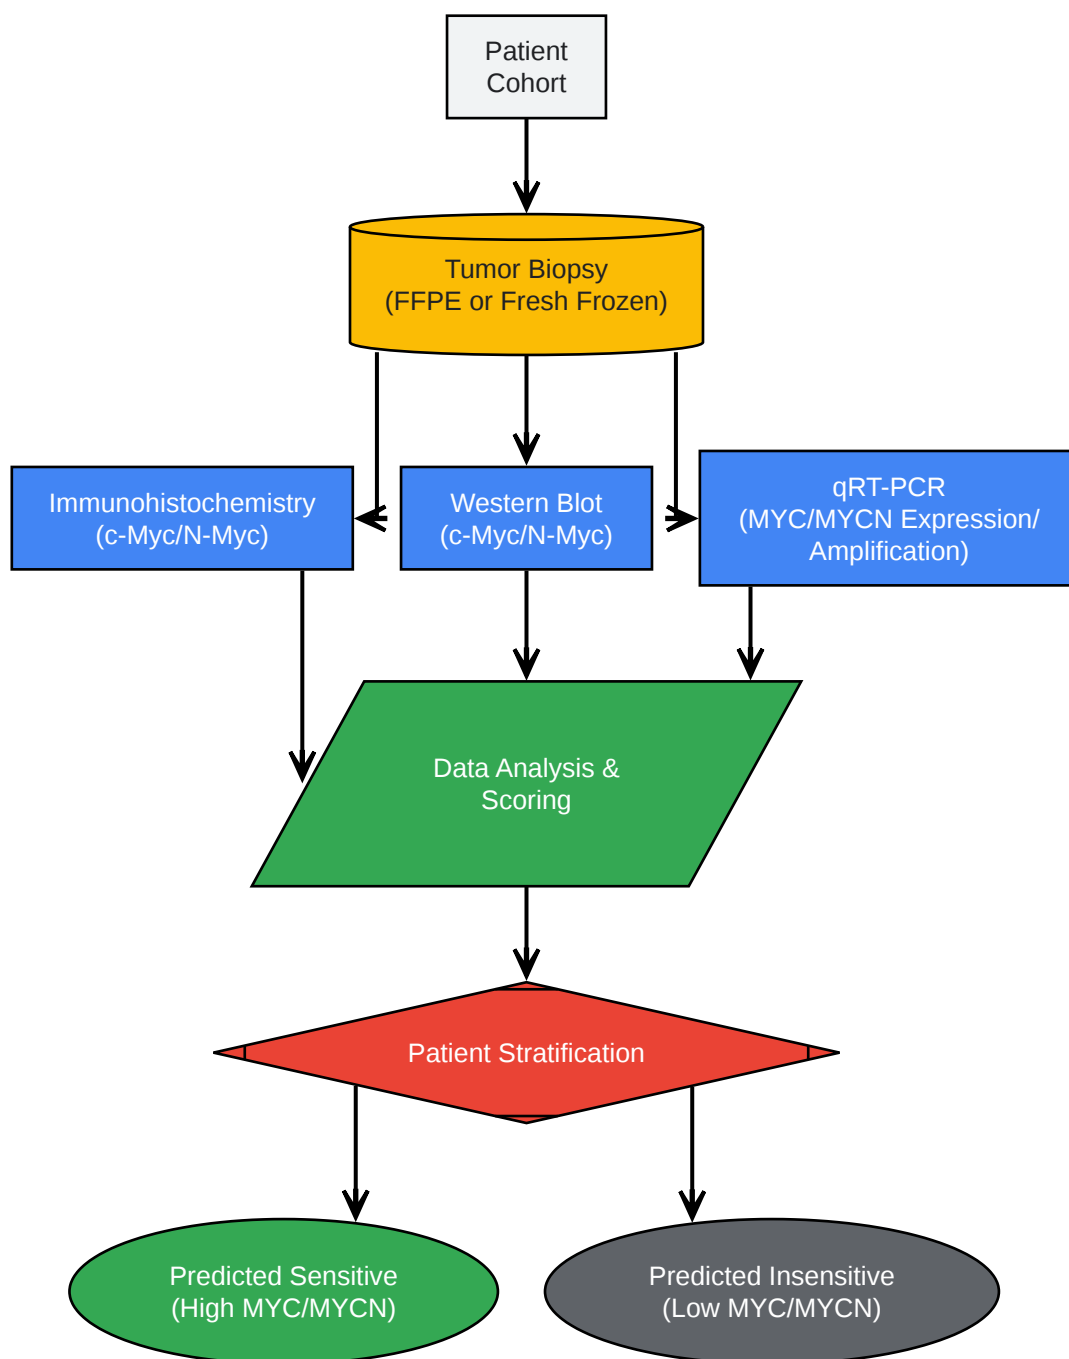 Patient
Cohort
Tumor Biopsy
(FFPE or Fresh Frozen)
Immunohistochemistry
(c-Myc/N-Myc)
Western Blot
(c-Myc/N-Myc)
qRT-PCR
(MYC/MYCN Expression/
Amplification)
Data Analysis &
Scoring
Patient Stratification
Predicted Sensitive
(High MYC/MYCN)
Predicted Insensitive
(Low MYC/MYCN)